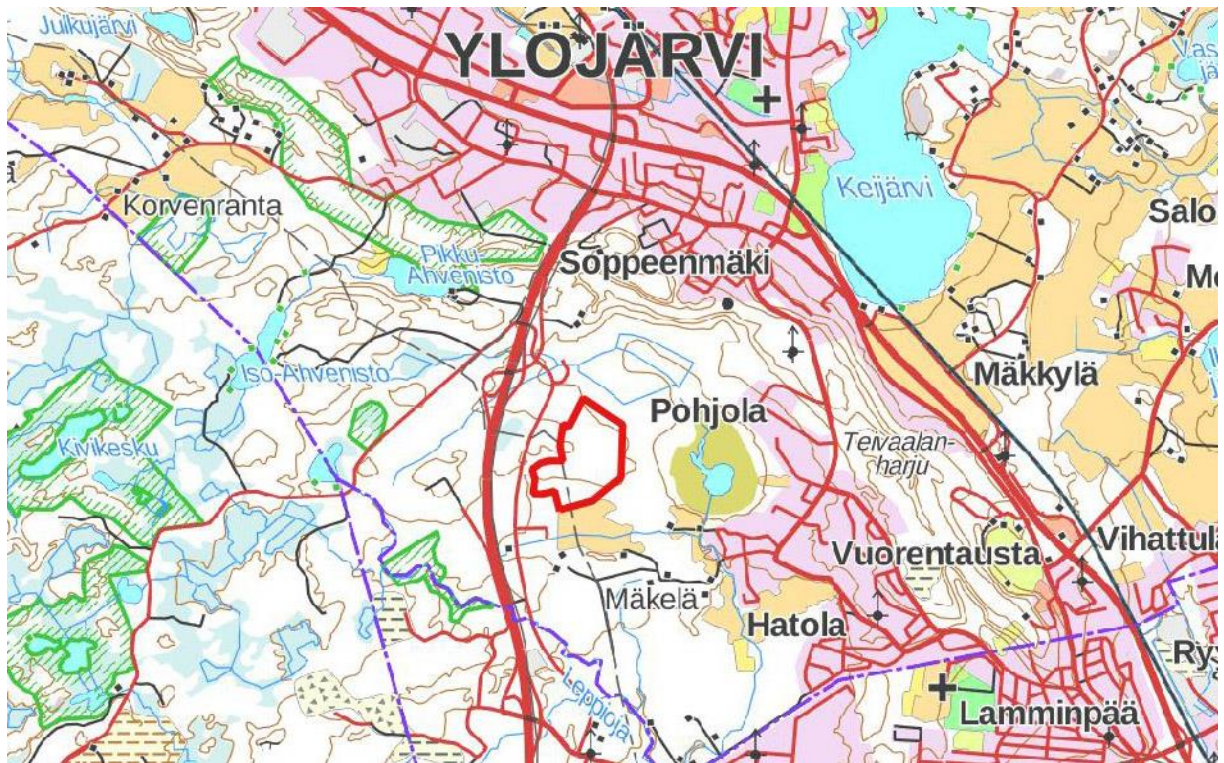 Julkujärvi
YLÖJÄRVI
Keijärvi
Korvenranta
Salo
Pikku-
Ahvenisto
Soppeenmäki
Iso-Ahvenisto
Mäkkylä
Pohjola
Kivikesku
Teivaalan-
harju
Vuorentausta
Vihattula
Mäkelä
Hatola
Leppioja
Lamminpää